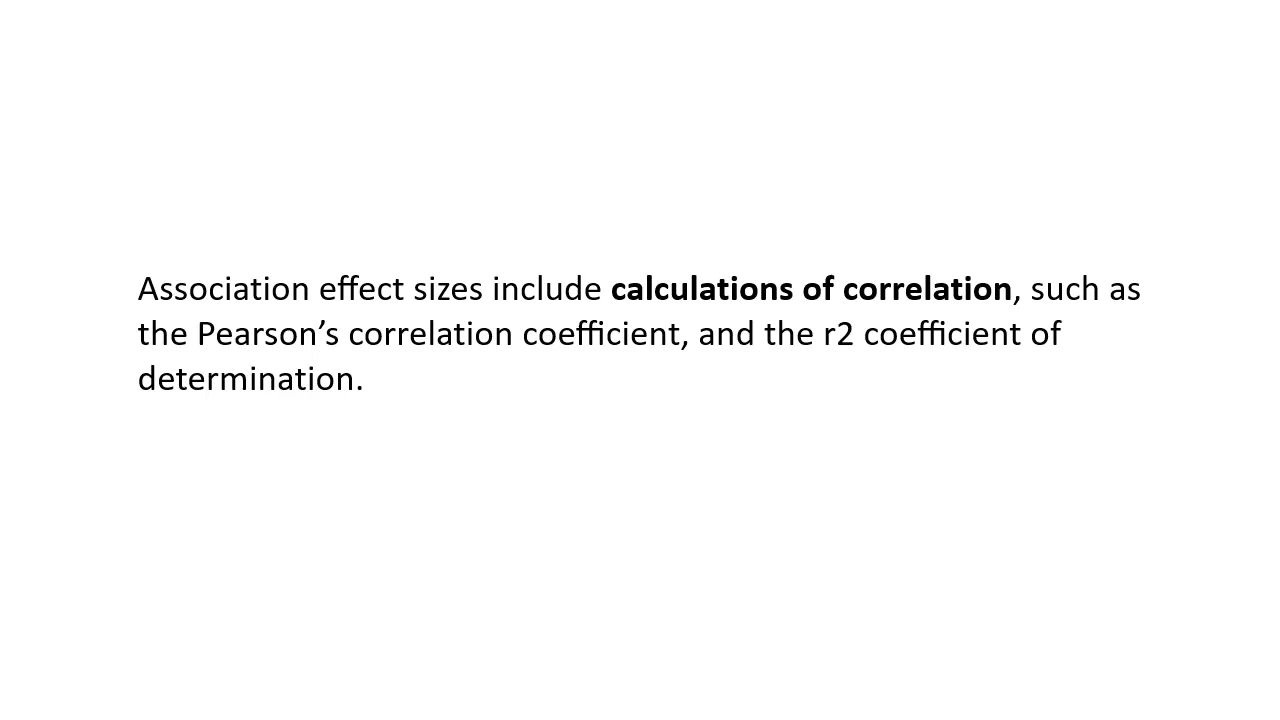 Association effect sizes include calculations of correlation, such as
the Pearson’s correlation coefficient, and the r2 coefficient of
determination.